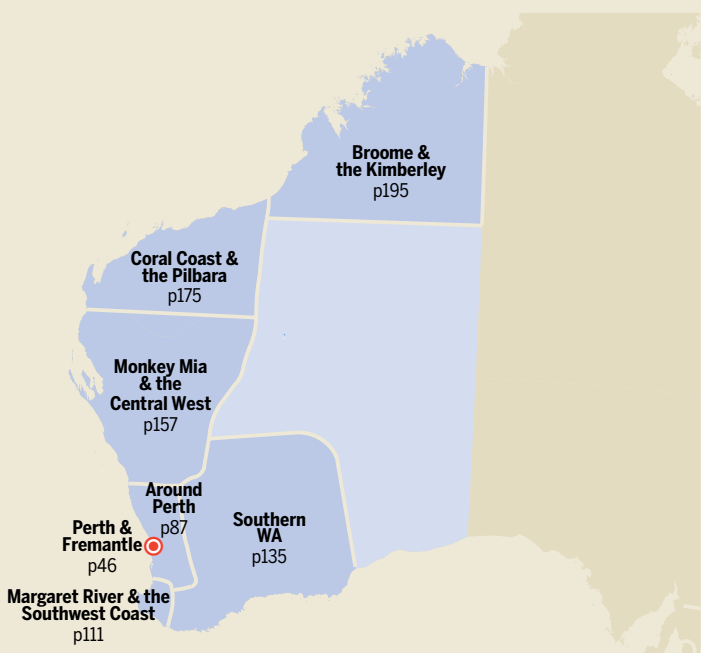 Broome &
the Kimberley
p195
Coral Coast &
the Pilbara
p175
Monkey Mia
& the
Central West
p157
Around
Perth
p87
Perth &
Fremantle
p46
Southern
WA
p135
Margaret River & the
Southwest Coast
p111